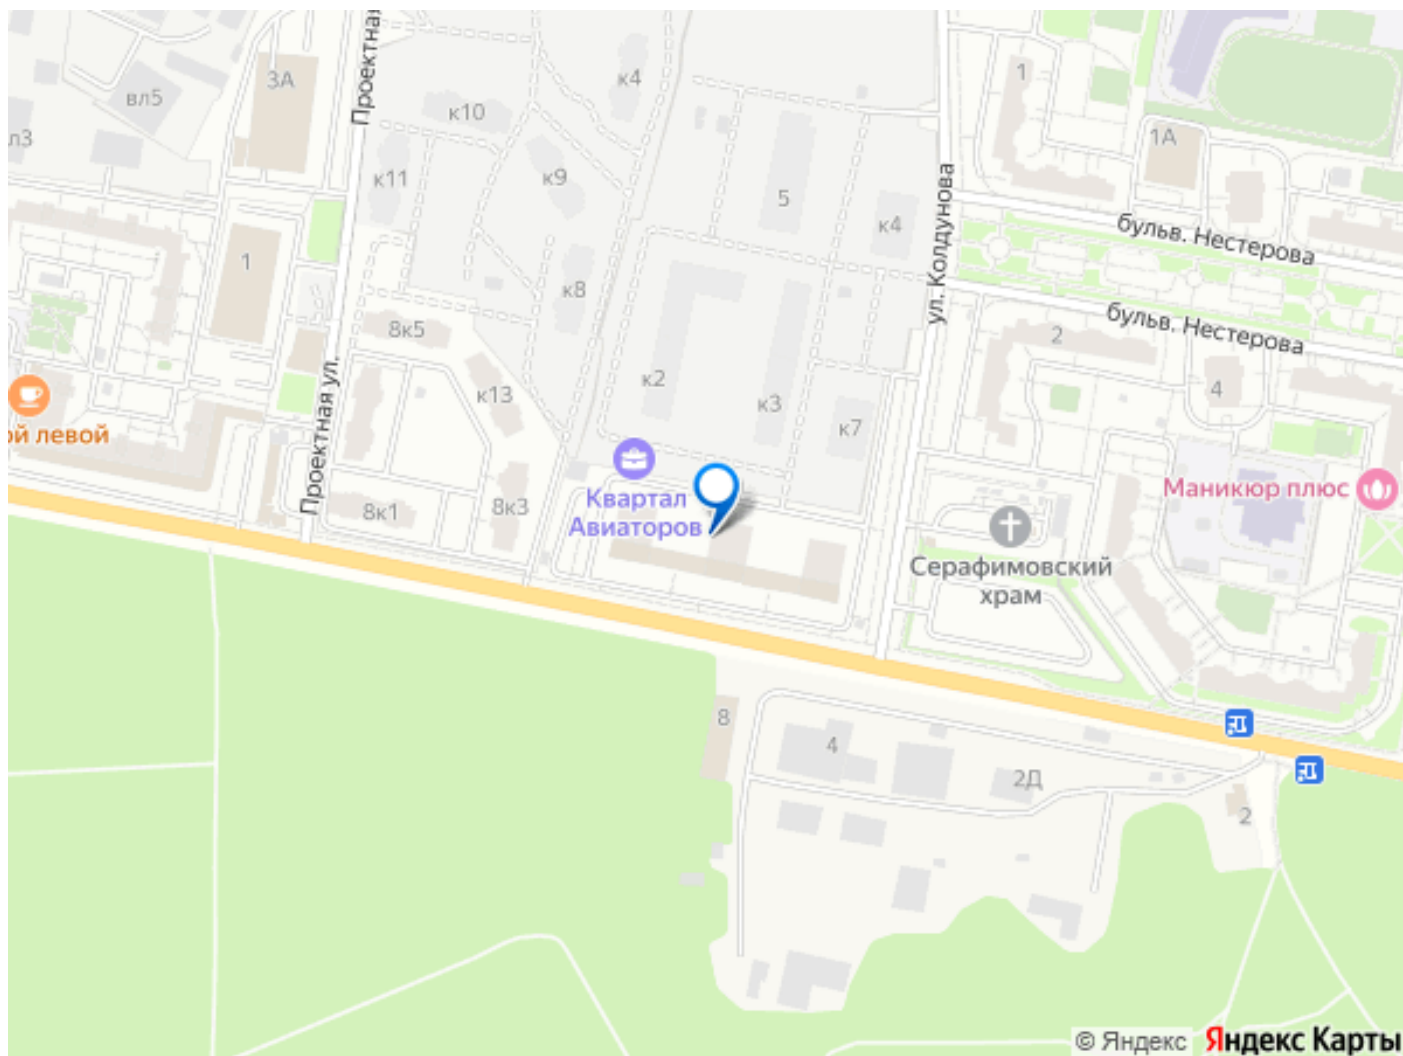 Проектная
к4
1
вл5
3А
к10
1А
л3
к11
к9
5
к4
ул. Колдунова
бульв. Нестерова
1
к8
бульв. Нестерова
8к5
2
к2
к13
к3
4
Проектная ул.
к7
ой левой
Квартал
Авиаторов
Маникюр плюс
8к1
8к3
Серафимовский
храм
8
4
2Д
2
© Яндекс
Яндекс Карты